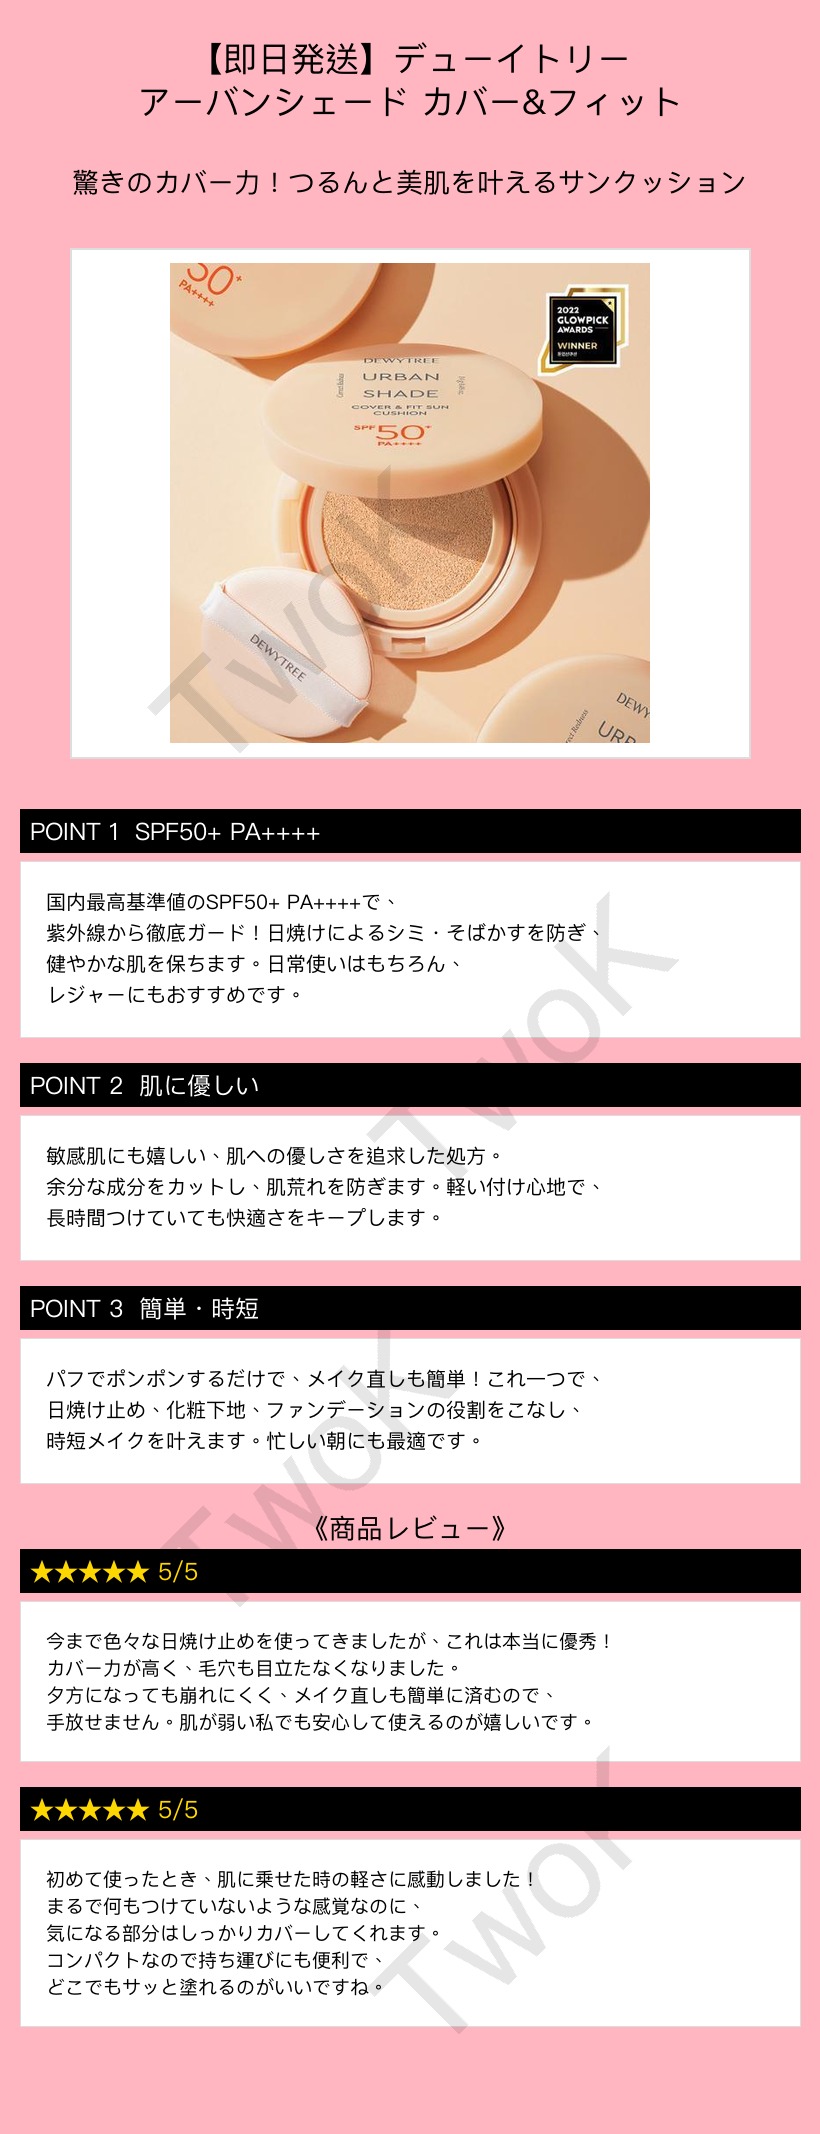 【即日発送】デューイトリー
アーバンシェード カバー&フィット
驚きのカバー力！つるんと美肌を叶えるサンクッション
50+
PA++++
2022
GLOWPICK
AWARDS
WINNER
DEWYTREE
URBAN
SHADE
COVER & FIT SUN
CUSHION
SPF50+
PA++++
DEWYTREE
DEWY
URB
TwoK
POINT 1 SPF50+ PA++++
国内最高基準値のSPF50+ PA++++で、
紫外線から徹底ガード！日焼けによるシミ・そばかすを防ぎ、
健やかな肌を保ちます。日常使いはもちろん、
レジャーにもおすすめです。
TwoK
POINT 2 肌に優しい
敏感肌にも嬉しい、肌への優しさを追求した処方。
余分な成分をカットし、肌荒れを防ぎます。軽い付け心地で、
長時間つけていても快適さをキープします。
POINT 3 簡単・時短
パフでポンポンするだけで、メイク直しも簡単！これ一つで、
日焼け止め、化粧下地、ファンデーションの役割をこなし、
時短メイクを叶えます。忙しい朝にも最適です。
TwoK
《商品レビュー》
★★★★★ 5/5
今まで色々な日焼け止めを使ってきましたが、これは本当に優秀！
カバー力が高く、毛穴も目立たなくなりました。
夕方になっても崩れにくく、メイク直しも簡単に済むので、
手放せません。肌が弱い私でも安心して使えるのが嬉しいです。
★★★★★ 5/5
初めて使ったとき、肌に乗せた時の軽さに感動しました！
まるで何もつけていないような感覚なのに、
気になる部分はしっかりカバーしてくれます。
コンパクトなので持ち運びにも便利で、
どこでもサッと塗れるのがいいですね。
TwoK